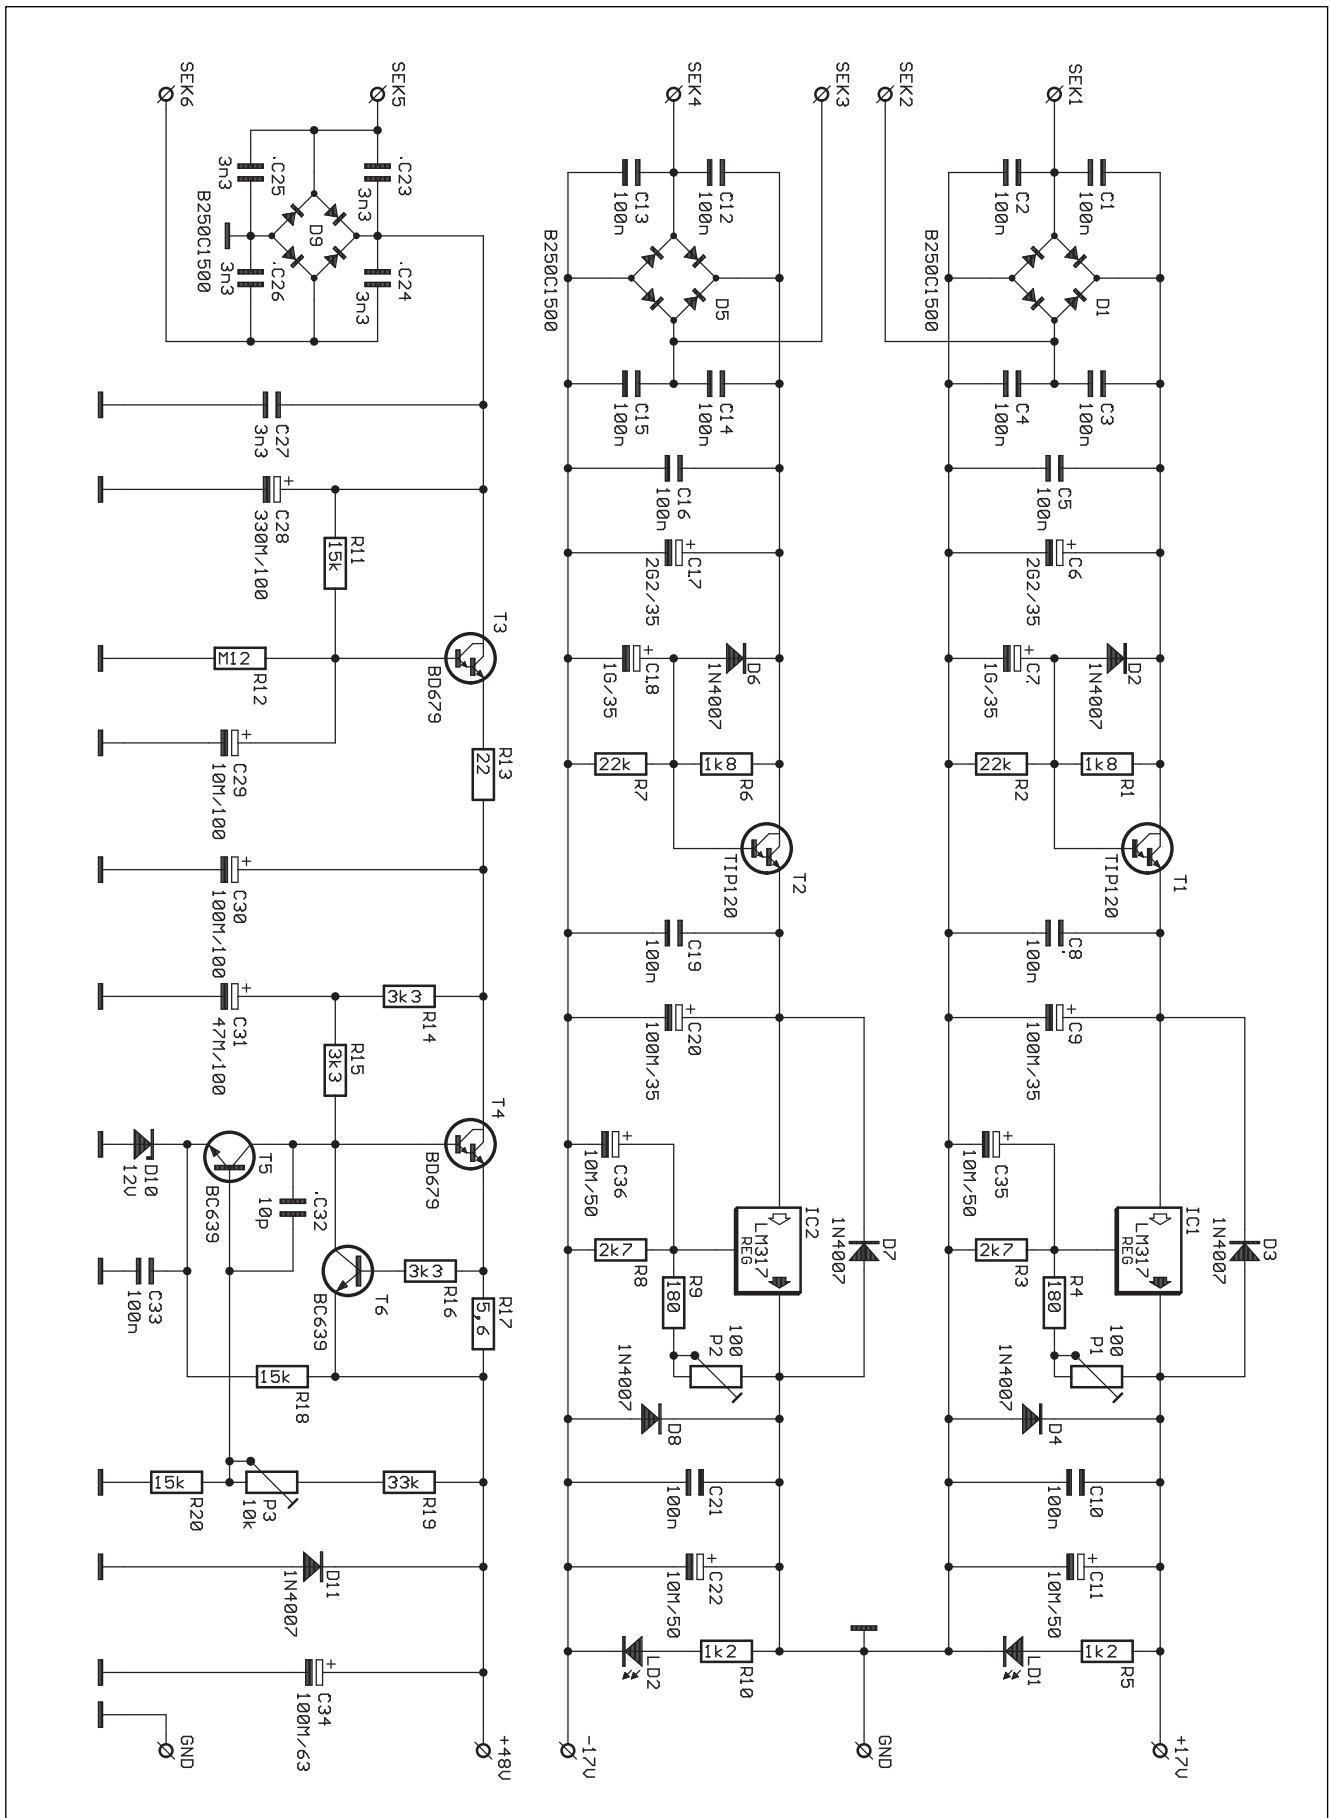 SEK1
SEK2
C1
100n
C2
100n
D1
B250C1500
C3
100n
C4
100n
C5
100n
C6
2G2/35
D2
1N4007
C7
1G/35
R1
1k8
R2
22k
T1
TIP120
C8
100n
C9
100M/35
D3
1N4007
IC1
LM317
REG
C35
10M/50
R3
2k7
R4
180
P1
100
D4
1N4007
C10
100n
C11
10M/50
R5
1k2
LD1
+17V
GND
SEK3
SEK4
C12
100n
C13
100n
D5
B250C1500
C14
100n
C15
100n
C16
100n
C17
2G2/35
D6
1N4007
C18
1G/35
R6
1k8
R7
22k
T2
TIP120
C19
100n
C20
100M/35
D7
1N4007
IC2
LM317
REG
C36
10M/50
R8
2k7
R9
180
P2
100
D8
1N4007
C21
100n
C22
10M/50
R10
1k2
LD2
-17V
SEK5
SEK6
C23
3n3
C24
3n3
C25
3n3
C26
3n3
D9
B250C1500
C27
3n3
C28
330M/100
R11
15k
R12
M12
T3
BD679
C29
10M/100
R13
22
C30
100M/100
C31
47M/100
R14
3k3
R15
3k3
T4
BD679
T5
BC639
D10
12V
C32
10p
T6
BC639
R16
3k3
R17
5,6
C33
100n
R18
15k
R19
33k
P3
10k
R20
15k
D11
1N4007
C34
100M/63
+48V
GND